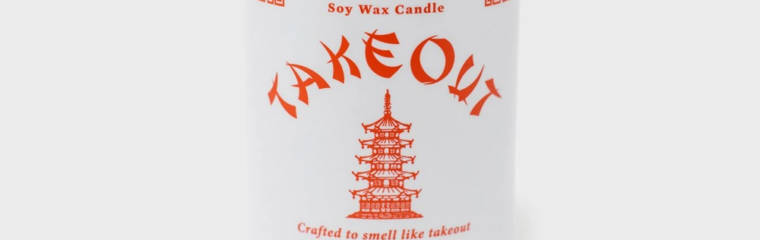 Soy Wax Candle
TAKEOUT
Crafted to smell like takeout